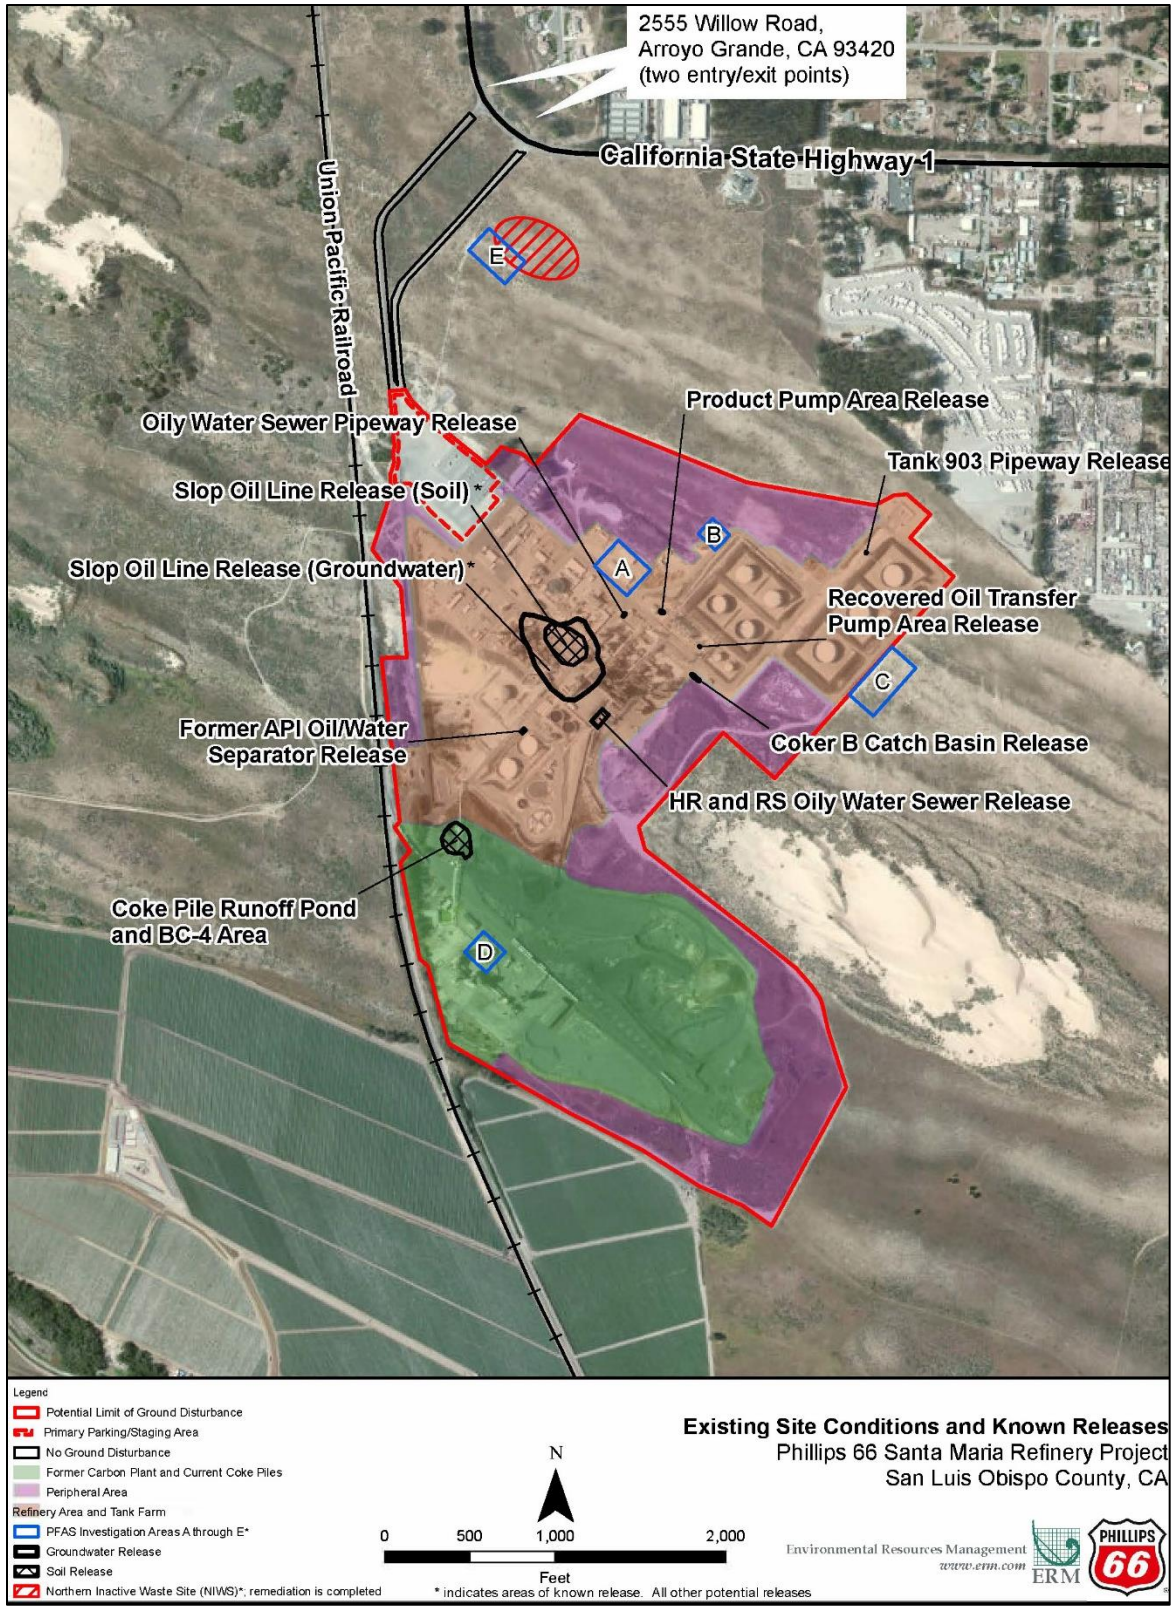 2555 Willow Road,
Arroyo Grande, CA 93420
(two entry/exit points)
California State Highway 1
Union Pacific Railroad
E
Product Pump Area Release
Oily Water Sewer Pipeway Release
Tank 903 Pipeway Release
Slop Oil Line Release (Soil) *
B
A
Slop Oil Line Release (Groundwater)*
Recovered Oil Transfer
Pump Area Release
C
Former API Oil/Water
Separator Release
Coker B Catch Basin Release
HR and RS Oily Water Sewer Release
Coke Pile Runoff Pond
and BC-4 Area
D
Legend
Potential Limit of Ground Disturbance
Primary Parking/Staging Area
No Ground Disturbance
Former Carbon Plant and Current Coke Piles
Peripheral Area
Refinery Area and Tank Farm
PFAS Investigation Areas A through E*
Groundwater Release
Soil Release
Northern Inactive Waste Site (NIWS)*; remediation is completed
N
0 500 1,000 2,000
Feet
* indicates areas of known release. All other potential releases
Existing Site Conditions and Known Releases
Phillips 66 Santa Maria Refinery Project
San Luis Obispo County, CA
Environmental Resources Management
www.erm.com
ERM
PHILLIPS
66